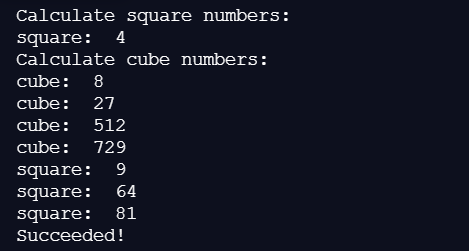 Calculate square numbers:
square:  4
Calculate cube numbers:
cube:  8
cube:  27
cube:  512
cube:  729
square:  9
square:  64
square:  81
Succeeded!